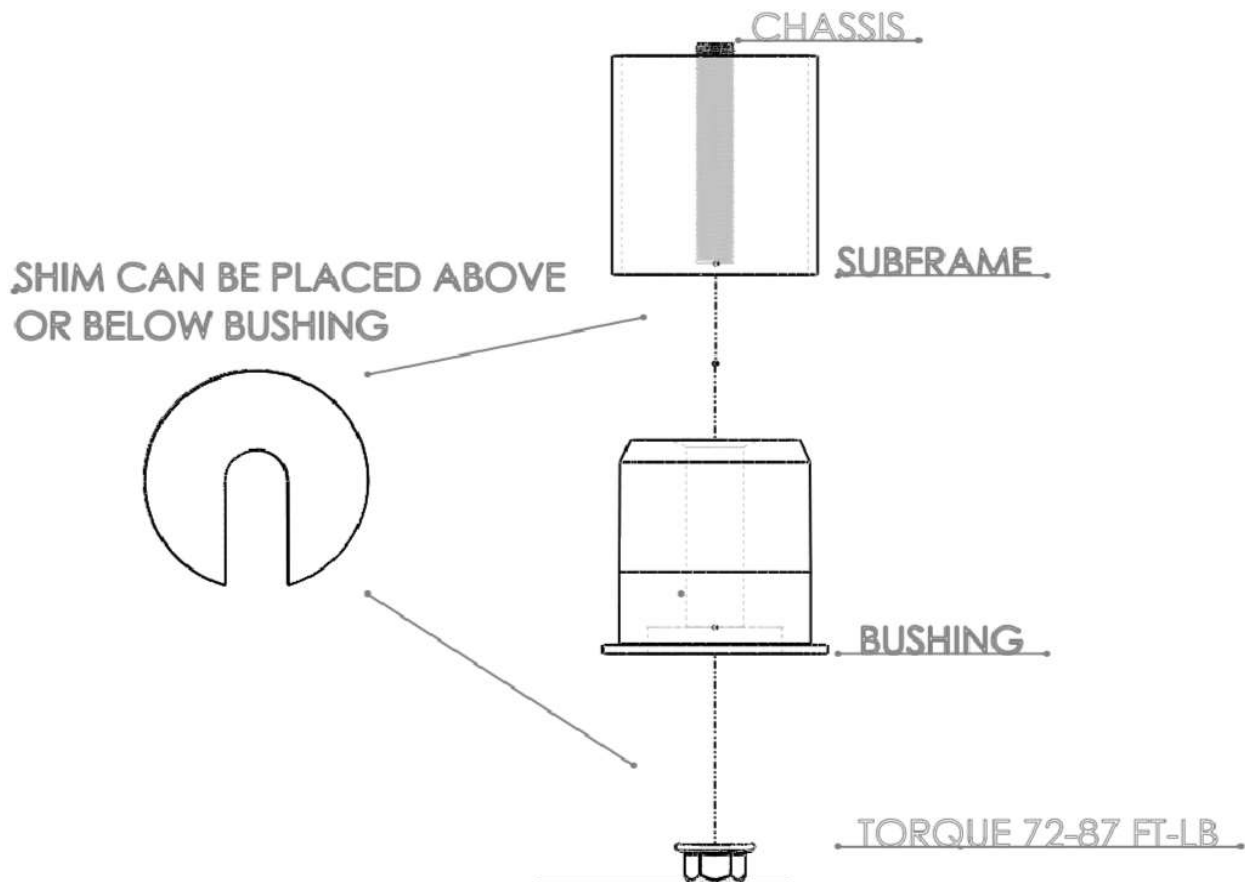 CHASSIS
SUBFRAME
SHIM CAN BE PLACED ABOVE
OR BELOW BUSHING
BUSHING
TORQUE 72-87 FT-LB